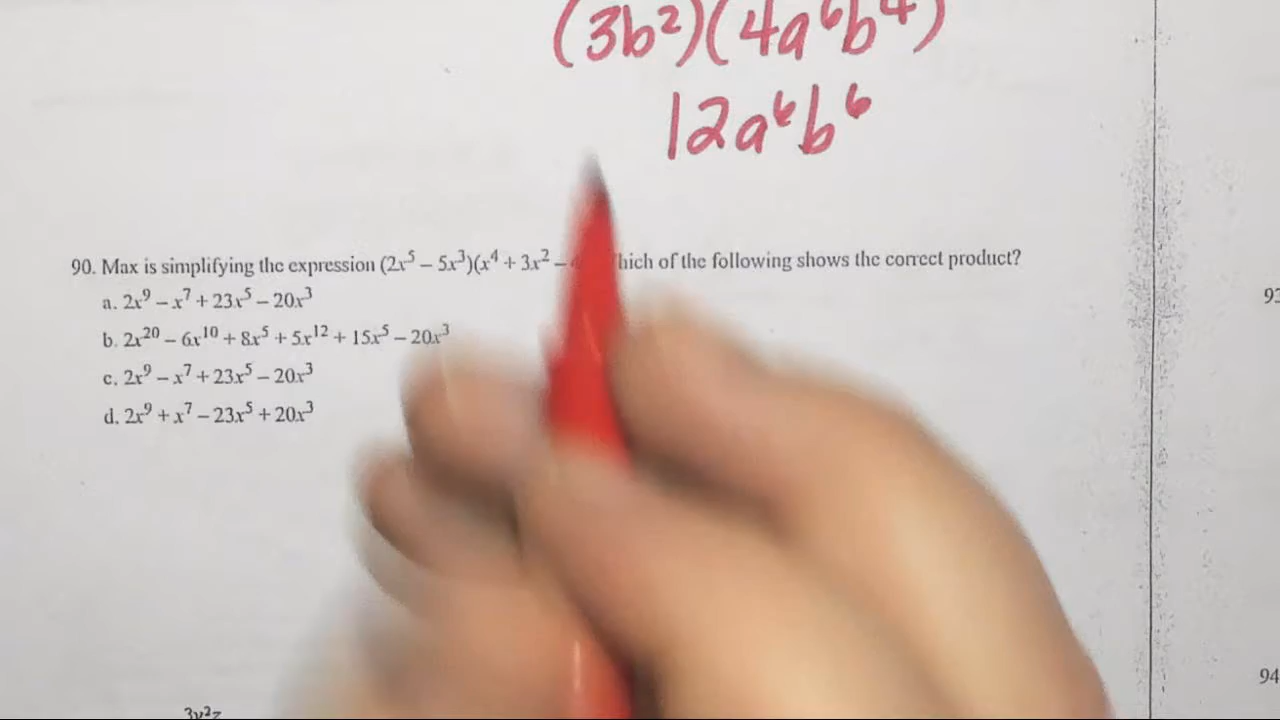 (3b²)(4a⁶b⁴)
12a⁶b⁶
90. Max is simplifying the expression (2x⁵ – 5x³)(x⁴ + 3x² – which of the following shows the correct product?
a. 2x⁹ – x⁷ + 23x⁵ – 20x³
b. 2x²⁰ – 6x¹⁰ + 8x⁵ + 5x¹² + 15x⁵ – 20x³
c. 2x⁹ – x⁷ + 23x⁵ – 20x³
d. 2x⁹ + x⁷ – 23x⁵ + 20x³
94
3y²z